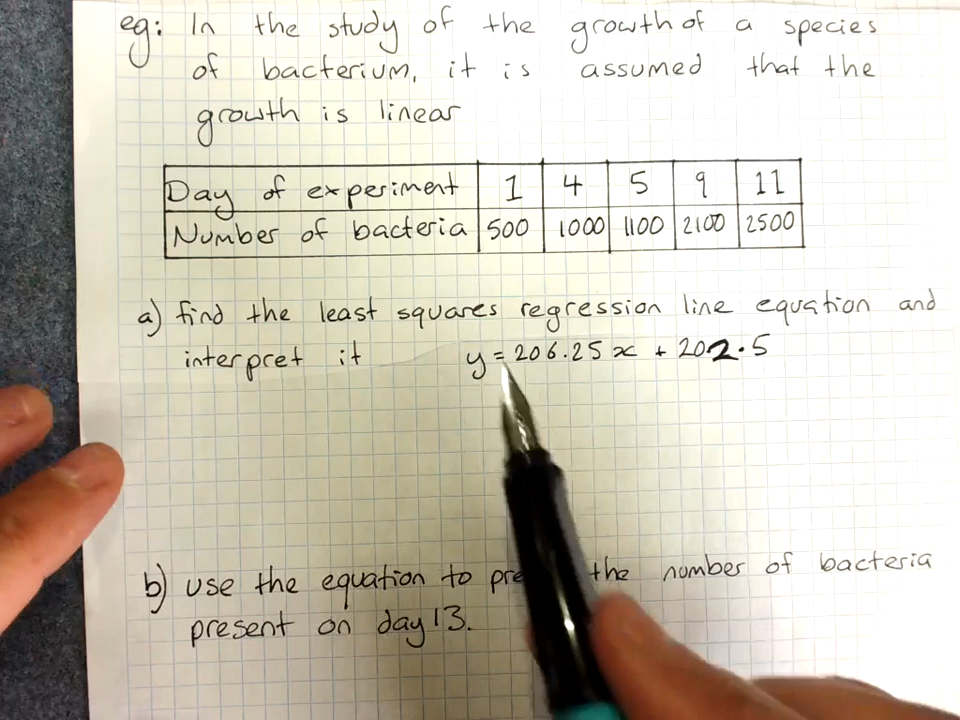 eg: In the study of the growth of a species
of bacterium, it is assumed that the
growth is linear
Day of experiment 1 4 5 9 11
Number of bacteria 500 1000 1100 2100 2500
a) find the least squares regression line equation and
interpret it y = 206.25x + 202.5
b) use the equation to the number of bacteria
present on day 13.